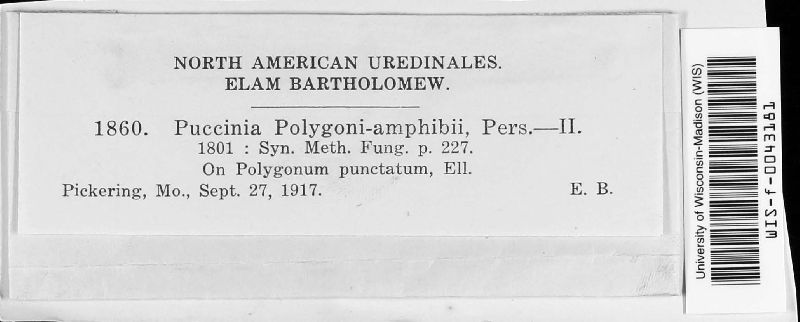 NORTH AMERICAN UREDINALES.
ELAM BARTHOLOMEW.
1860. Puccinia Polygoni-amphibii, Pers.—II.
1801 : Syn. Meth. Fung. p. 227.
On Polygonum punctatum, Ell.
Pickering, Mo., Sept. 27, 1917. E. B.
University of Wisconsin-Madison (WIS)
WIS-f-0043181